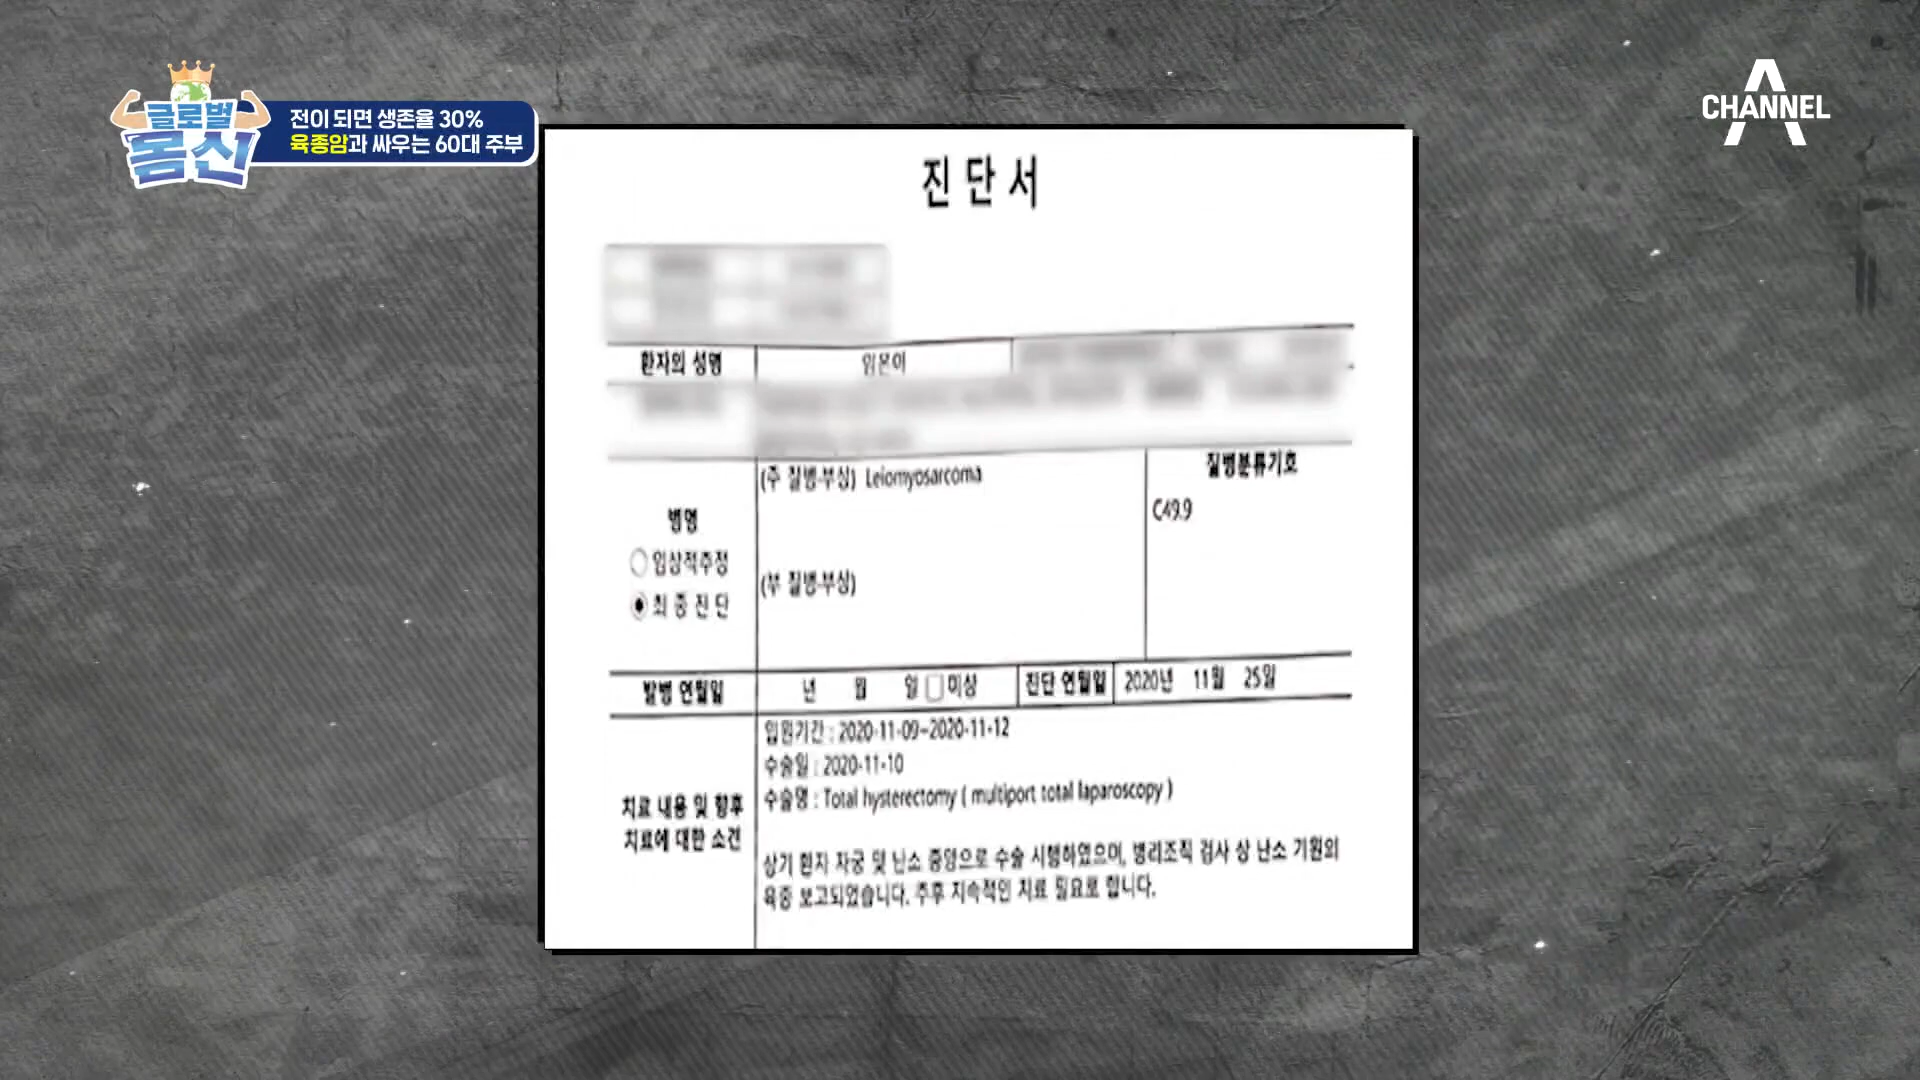 글로벌
몸신
전이 되면 생존율 30%
육종암과 싸우는 60대 주부
CHANNEL A
진 단 서
환자의 성명
임본이
(주 질병·부상) Leiomyosarcoma
질병분류기호
C49.9
병명
임상적추정
최 종 진 단
(부 질병·부상)
발병 연월일 년 월 일 미상 진단 연월일 2020년 11월 25일
입원기간 : 2020-11-09~2020-11-12
수술일 : 2020-11-10
수술명 : Total hysterectomy ( multiport total laparoscopy )
치료 내용 및 향후
치료에 대한 소견
상기 환자 자궁 및 난소 종양으로 수술 시행하였으며, 병리조직 검사 상 난소 기원의
육종 보고되었습니다. 추후 지속적인 치료 필요로 합니다.